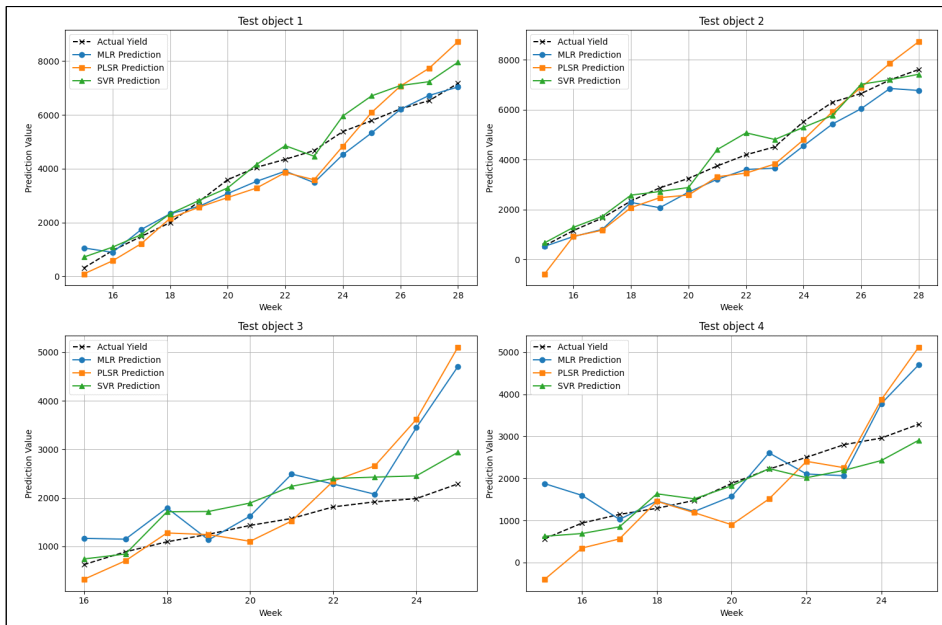 Test object 1
Actual Yield
MLR Prediction
PLSR Prediction
SVR Prediction
Prediction Value
8000
6000
4000
2000
0
16
18
20
22
24
26
28
Week
Test object 2
Actual Yield
MLR Prediction
PLSR Prediction
SVR Prediction
Prediction Value
8000
6000
4000
2000
0
16
18
20
22
24
26
28
Week
Test object 3
Actual Yield
MLR Prediction
PLSR Prediction
SVR Prediction
Prediction Value
5000
4000
3000
2000
1000
16
18
20
22
24
Week
Test object 4
Actual Yield
MLR Prediction
PLSR Prediction
SVR Prediction
Prediction Value
5000
4000
3000
2000
1000
0
16
18
20
22
24
Week